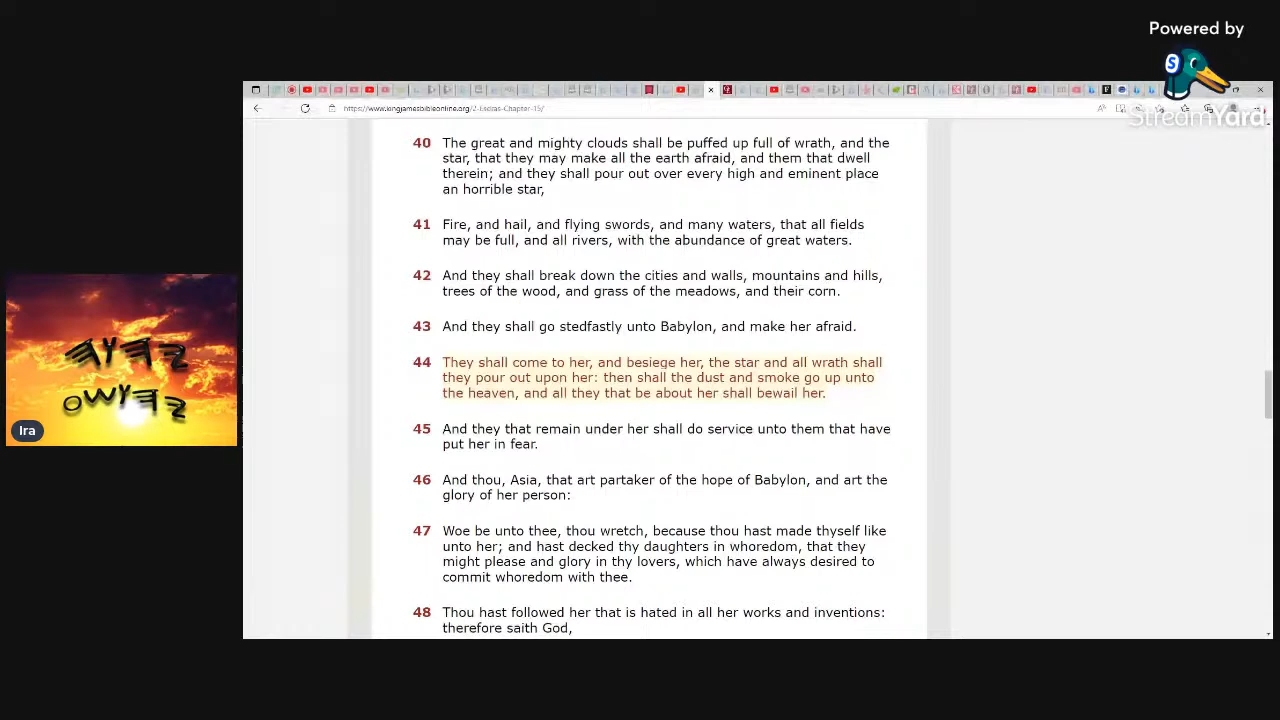 Powered by
StreamYard
https://www.kingjamesbibleonline.org/2-Esdras-Chapter-15/
40 The great and mighty clouds shall be puffed up full of wrath, and the
star, that they may make all the earth afraid, and them that dwell
therein; and they shall pour out over every high and eminent place
an horrible star,
41 Fire, and hail, and flying swords, and many waters, that all fields
may be full, and all rivers, with the abundance of great waters.
42 And they shall break down the cities and walls, mountains and hills,
trees of the wood, and grass of the meadows, and their corn.
43 And they shall go stedfastly unto Babylon, and make her afraid.
44 They shall come to her, and besiege her, the star and all wrath shall
they pour out upon her: then shall the dust and smoke go up unto
the heaven, and all they that be about her shall bewail her.
45 And they that remain under her shall do service unto them that have
put her in fear.
46 And thou, Asia, that art partaker of the hope of Babylon, and art the
glory of her person:
47 Woe be unto thee, thou wretch, because thou hast made thyself like
unto her; and hast decked thy daughters in whoredom, that they
might please and glory in thy lovers, which have always desired to
commit whoredom with thee.
48 Thou hast followed her that is hated in all her works and inventions:
therefore saith God,
𐤉𐤄𐤅𐤄
𐤉𐤄𐤅𐤔𐤏
Ira